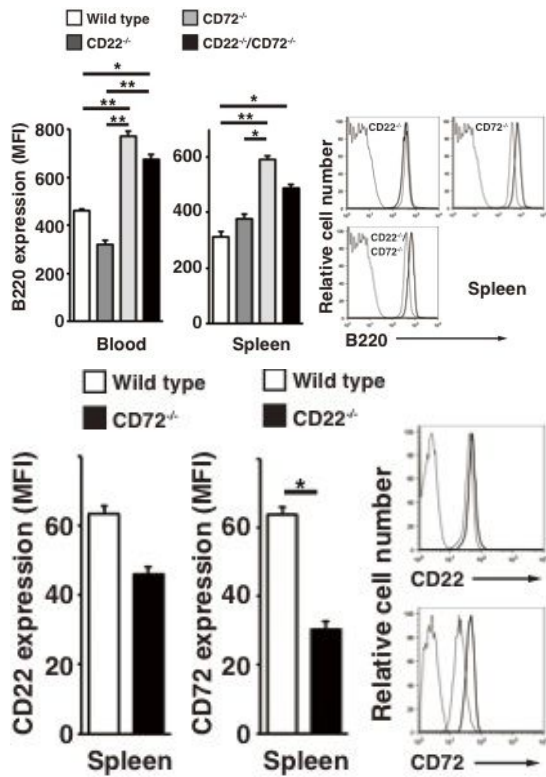 Wild type
CD72-/-
CD22-/-
CD22-/-/CD72-/-
*
**
**
**
B220 expression (MFI)
800
600
400
200
0
Blood
*
**
*
600
400
200
0
Spleen
Relative cell number
CD22-/-
CD72-/-
CD22-/-/
CD72-/-
Spleen
B220
Wild type
CD72-/-
Wild type
CD22-/-
CD22 expression (MFI)
60
40
20
0
Spleen
CD72 expression (MFI)
*
60
40
20
0
Spleen
Relative cell number
CD22
CD72